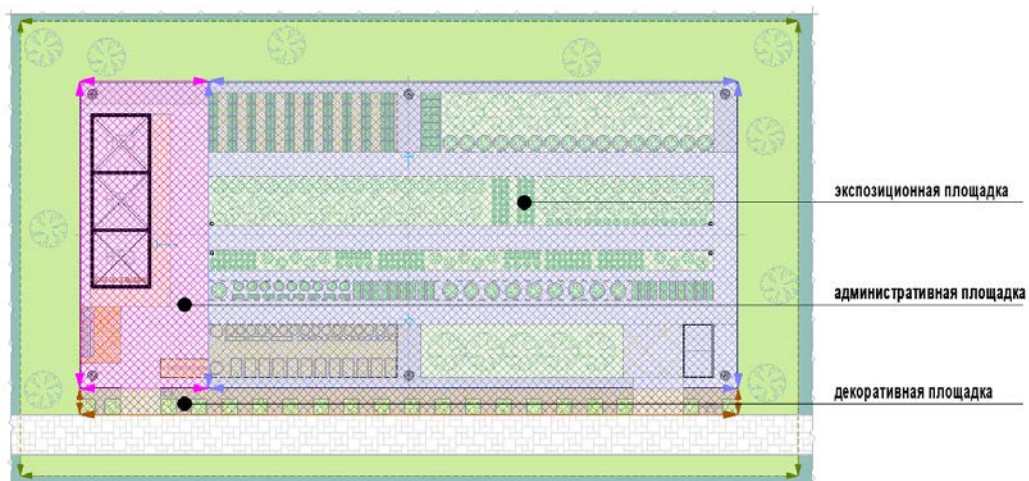 экспозиционная площадка
административная площадка
декоративная площадка